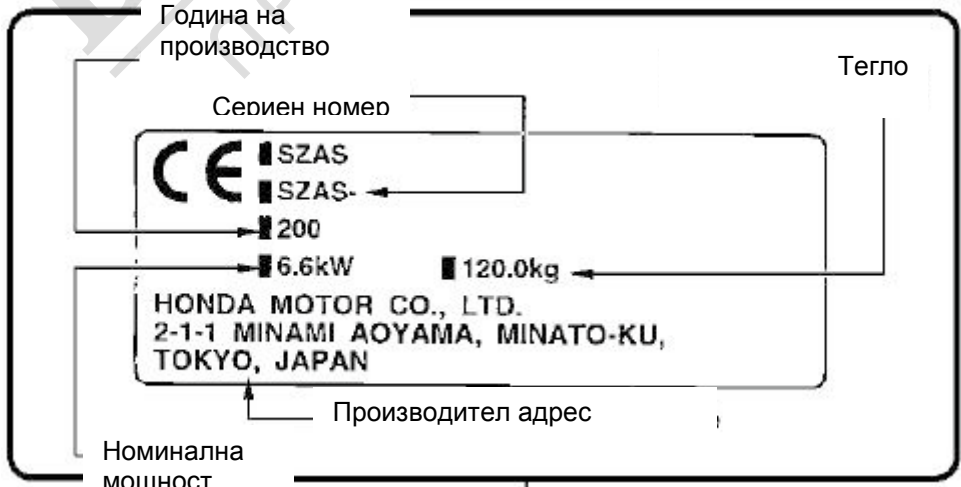 Година на
производство
Тегло
Сериен номер
CE SZAS
SZAS-
200
6.6kW 120.0kg
HONDA MOTOR CO., LTD.
2-1-1 MINAMI AOYAMA, MINATO-KU,
TOKYO, JAPAN
Производител адрес
Номинална
мощност